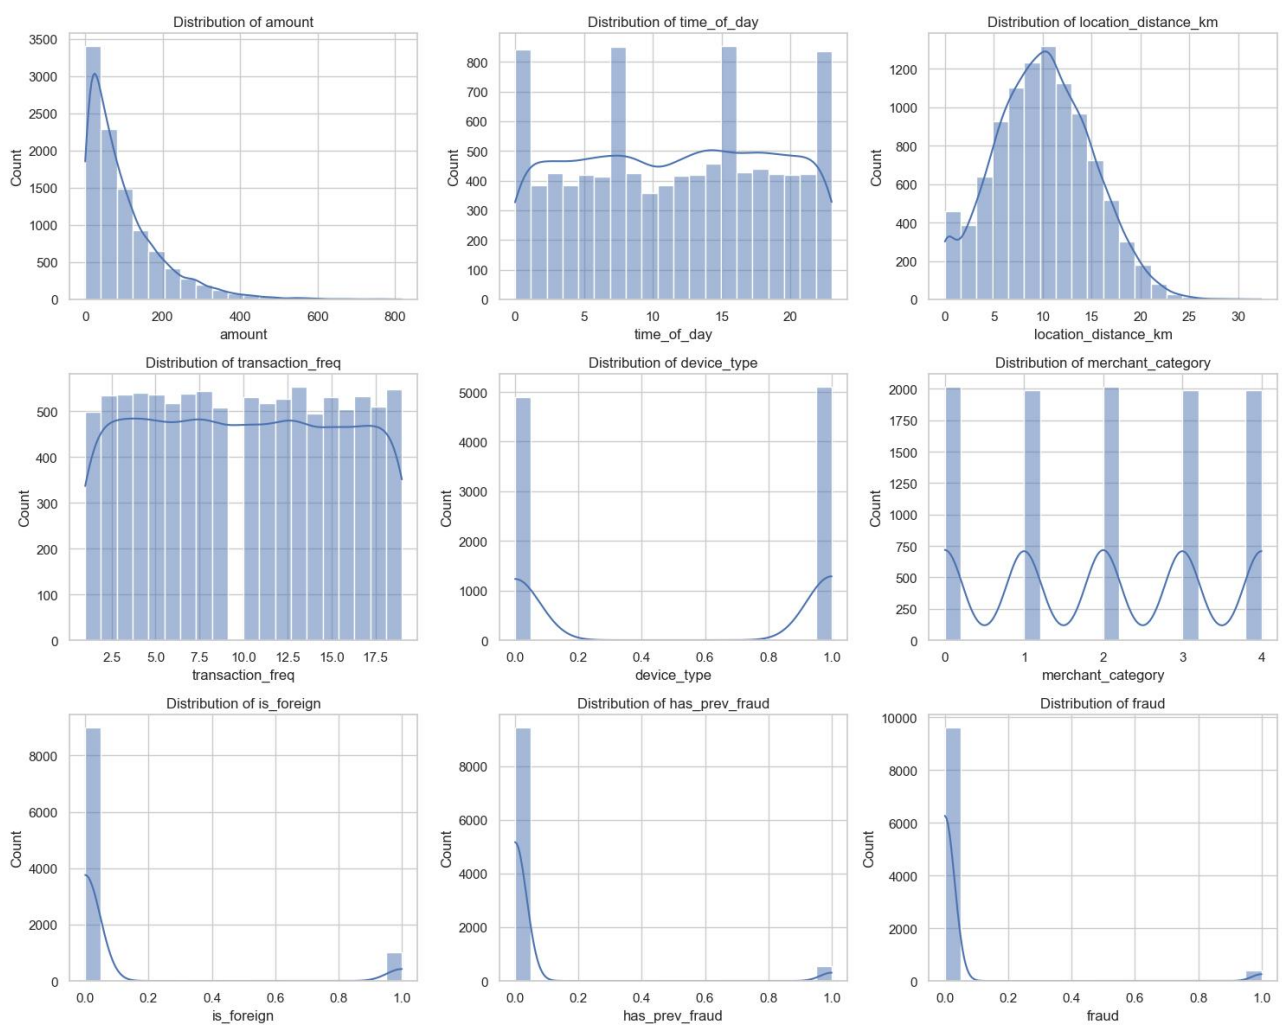 Distribution of amount
Count
3500
3000
2500
2000
1500
1000
500
0
0 200 400 600 800
amount
Distribution of time_of_day
Count
800
700
600
500
400
300
200
100
0
0 5 10 15 20
time_of_day
Distribution of location_distance_km
Count
1200
1000
800
600
400
200
0
0 5 10 15 20 25 30
location_distance_km
Distribution of transaction_freq
Count
500
400
300
200
100
0
2.5 5.0 7.5 10.0 12.5 15.0 17.5
transaction_freq
Distribution of device_type
Count
5000
4000
3000
2000
1000
0
0.0 0.2 0.4 0.6 0.8 1.0
device_type
Distribution of merchant_category
Count
2000
1750
1500
1250
1000
750
500
250
0
0 1 2 3 4
merchant_category
Distribution of is_foreign
Count
8000
6000
4000
2000
0
0.0 0.2 0.4 0.6 0.8 1.0
is_foreign
Distribution of has_prev_fraud
Count
8000
6000
4000
2000
0
0.0 0.2 0.4 0.6 0.8 1.0
has_prev_fraud
Distribution of fraud
Count
10000
8000
6000
4000
2000
0
0.0 0.2 0.4 0.6 0.8 1.0
fraud